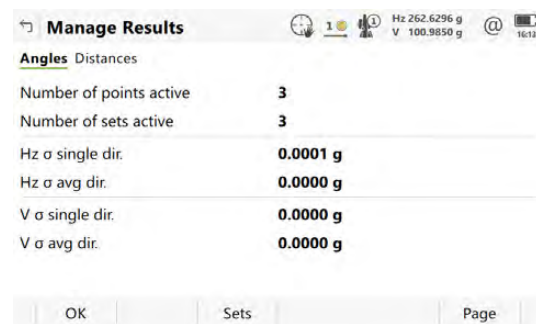 Manage Results
1
1
Hz 262.6296 g
V 100.9850 g
@
16:13
Angles Distances
Number of points active 3
Number of sets active 3
Hz σ single dir. 0.0001 g
Hz σ avg dir. 0.0000 g
V σ single dir. 0.0000 g
V σ avg dir. 0.0000 g
OK Sets Page